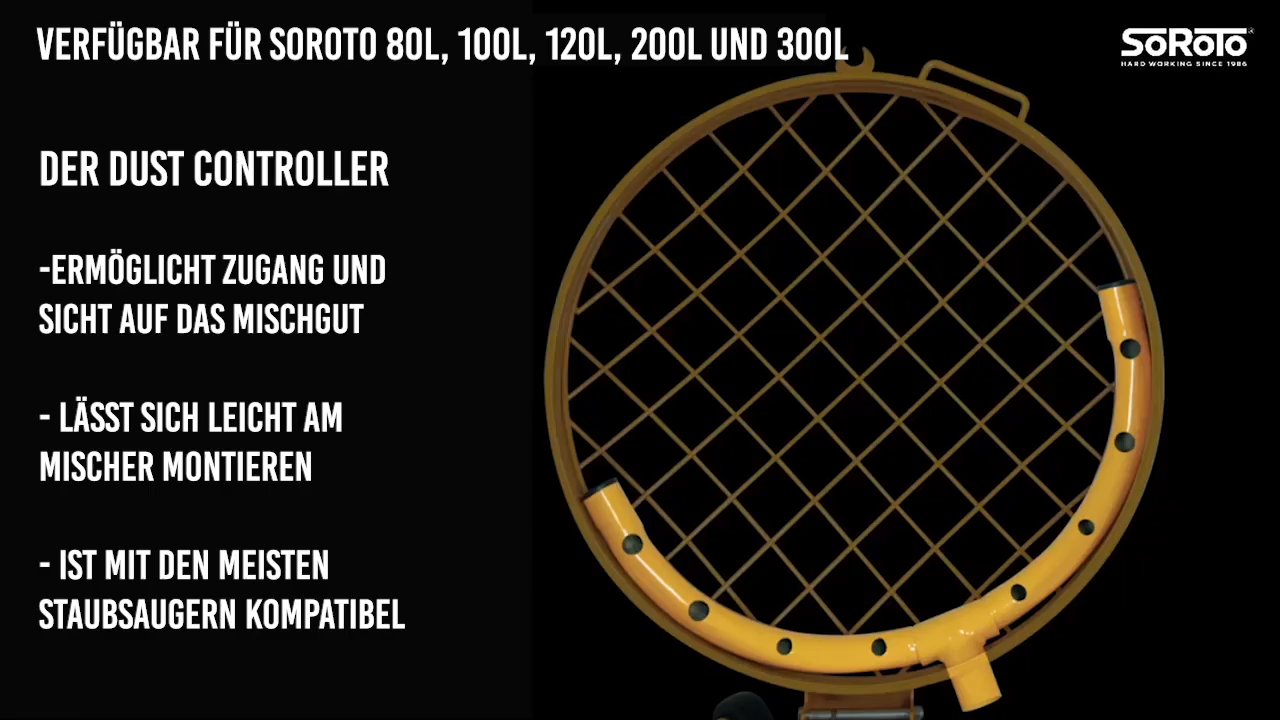 VERFÜGBAR FÜR SOROTO 80L, 100L, 120L, 200L UND 300L
SoRoTo®
HARD WORKING SINCE 1986
DER DUST CONTROLLER
-ERMÖGLICHT ZUGANG UND
SICHT AUF DAS MISCHGUT
- LÄSST SICH LEICHT AM
MISCHER MONTIEREN
- IST MIT DEN MEISTEN
STAUBSAUGERN KOMPATIBEL